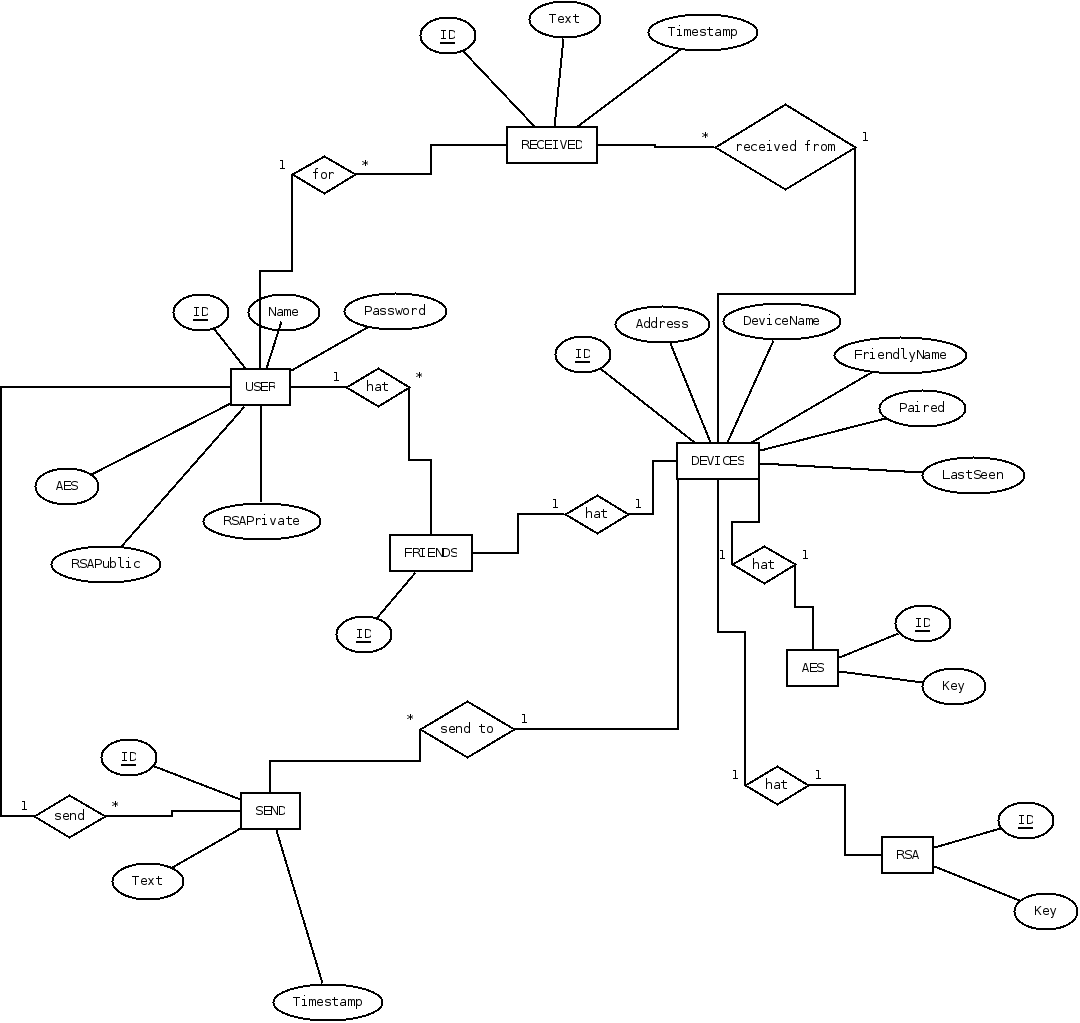 Text
ID
Timestamp
RECEIVED
* received from 1
1 for *
ID
Name
Password
Address
DeviceName
ID
FriendlyName
USER
1 hat *
Paired
DEVICES
LastSeen
AES
RSAPrivate
RSAPublic
1 hat 1
FRIENDS
1 hat 1
ID
ID
AES
Key
* send to 1
ID
1 hat 1
1 send *
SEND
ID
RSA
Text
Key
Timestamp